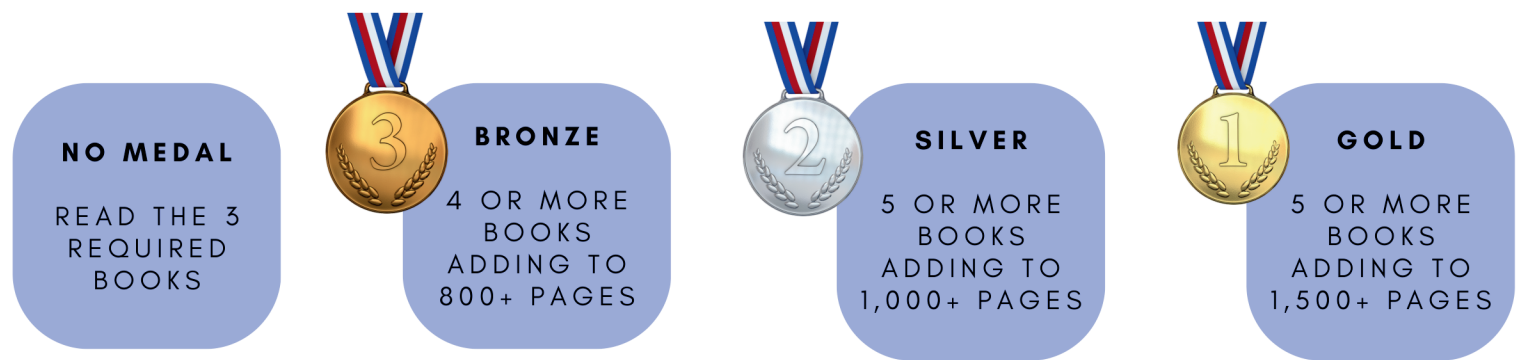 NO MEDAL
READ THE 3
REQUIRED
BOOKS
3
BRONZE
4 OR MORE
BOOKS
ADDING TO
800+ PAGES
2
SILVER
5 OR MORE
BOOKS
ADDING TO
1,000+ PAGES
1
GOLD
5 OR MORE
BOOKS
ADDING TO
1,500+ PAGES